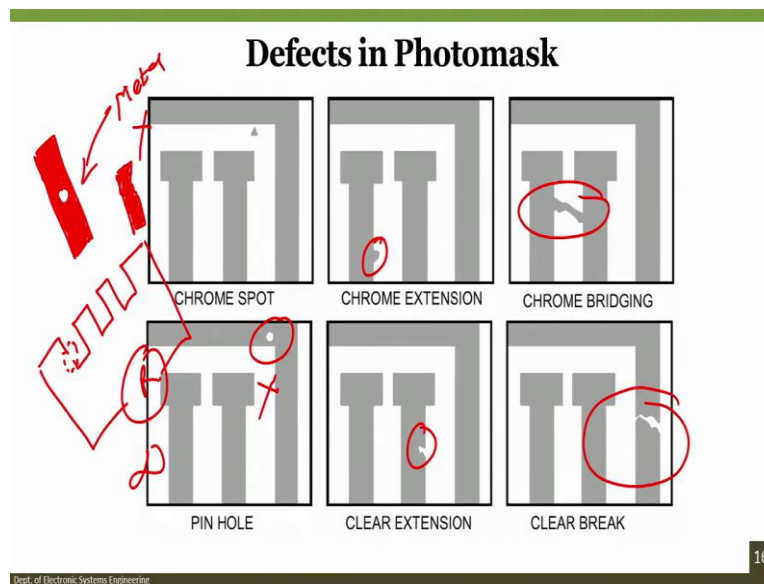 Defects in Photomask
Metal
CHROME SPOT
CHROME EXTENSION
CHROME BRIDGING
R
PIN HOLE
CLEAR EXTENSION
CLEAR BREAK
16
Dept. of Electronic Systems Engineering